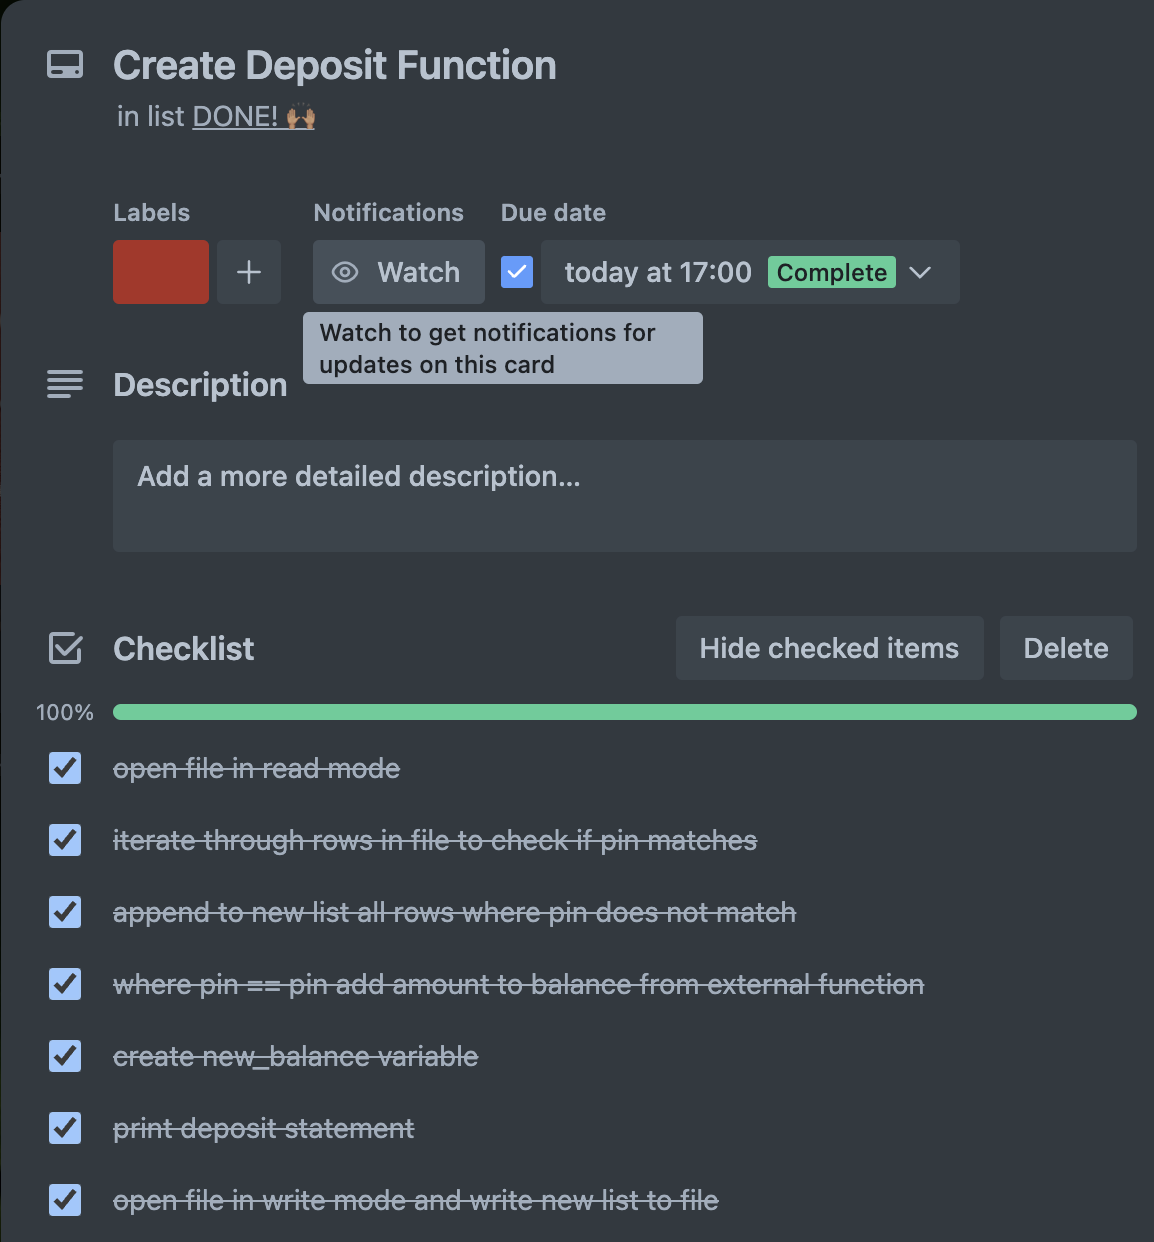 Create Deposit Function
in list DONE! 🙌🏽
Labels
Notifications
Due date
Watch
today at 17:00 Complete
Watch to get notifications for
updates on this card
Description
Add a more detailed description...
Checklist
Hide checked items
Delete
100%
open file in read mode
iterate through rows in file to check if pin matches
append to new list all rows where pin does not match
where pin == pin add amount to balance from external function
create new_balance variable
print deposit statement
open file in write mode and write new list to file